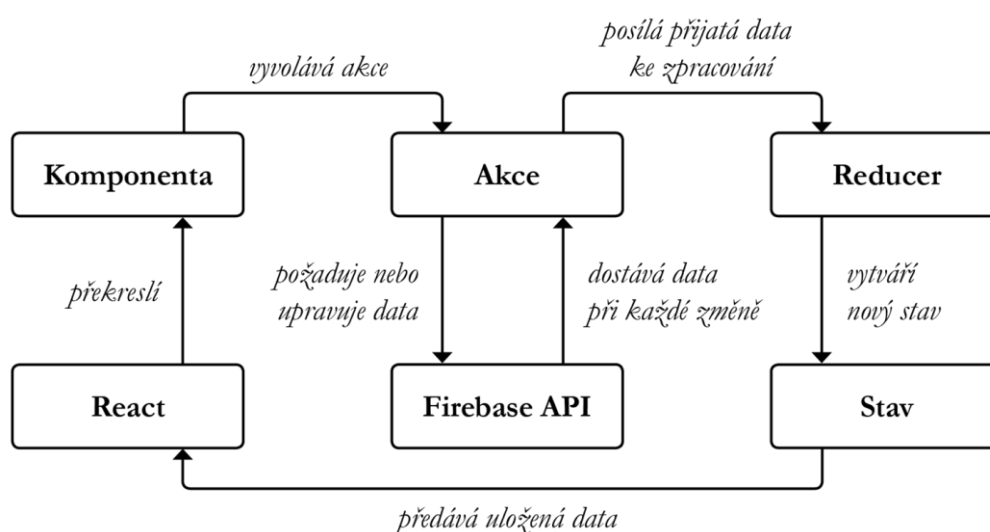 posílá přijatá data
ke zpracování
vyvolává akce
Komponenta
Akce
Reducer
překreslí
požaduje nebo
upravuje data
dostává data
při každé změně
vytváří
nový stav
React
Firebase API
Stav
předává uložená data